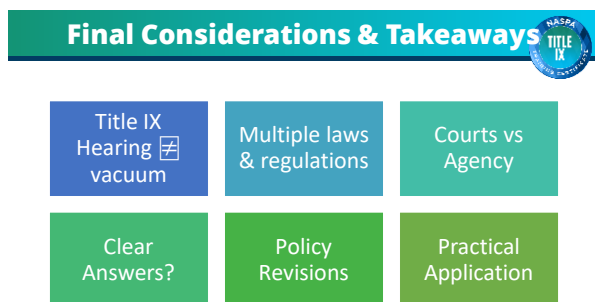 Final Considerations & Takeaways
NASPA
TITLE
IX
Title IX
Hearing ≠
vacuum
Multiple laws
& regulations
Courts vs
Agency
Clear
Answers?
Policy
Revisions
Practical
Application